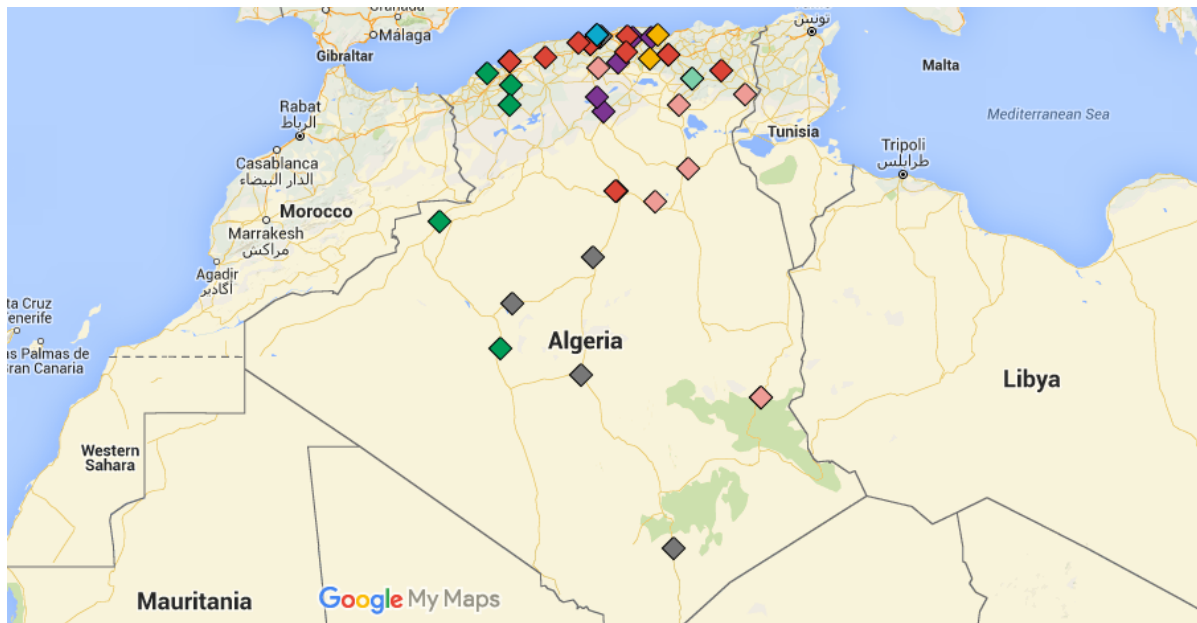 Málaga
Gibraltar
تونس
Malta
Rabat
الرباط
Mediterranean Sea
Tunisia
Tripoli
طرابلس
Casablanca
الدار البيضاء
Morocco
Marrakesh
مراكش
Agadir
أكادير
ta Cruz
enerife
as Palmas de
ran Canaria
Algeria
Libya
Western
Sahara
Mauritania
Google My Maps